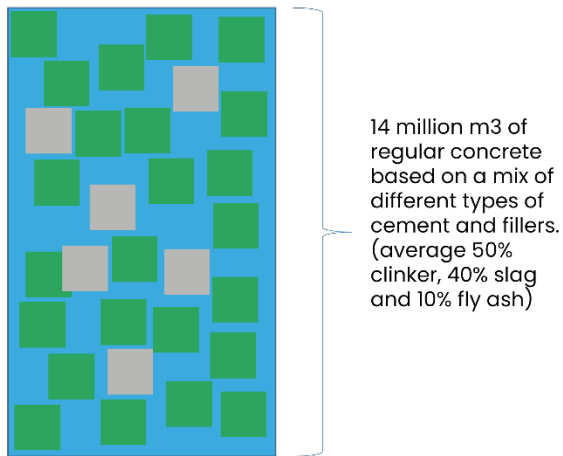 14 million m3 of
regular concrete
based on a mix of
different types of
cement and fillers.
(average 50%
clinker, 40% slag
and 10% fly ash)